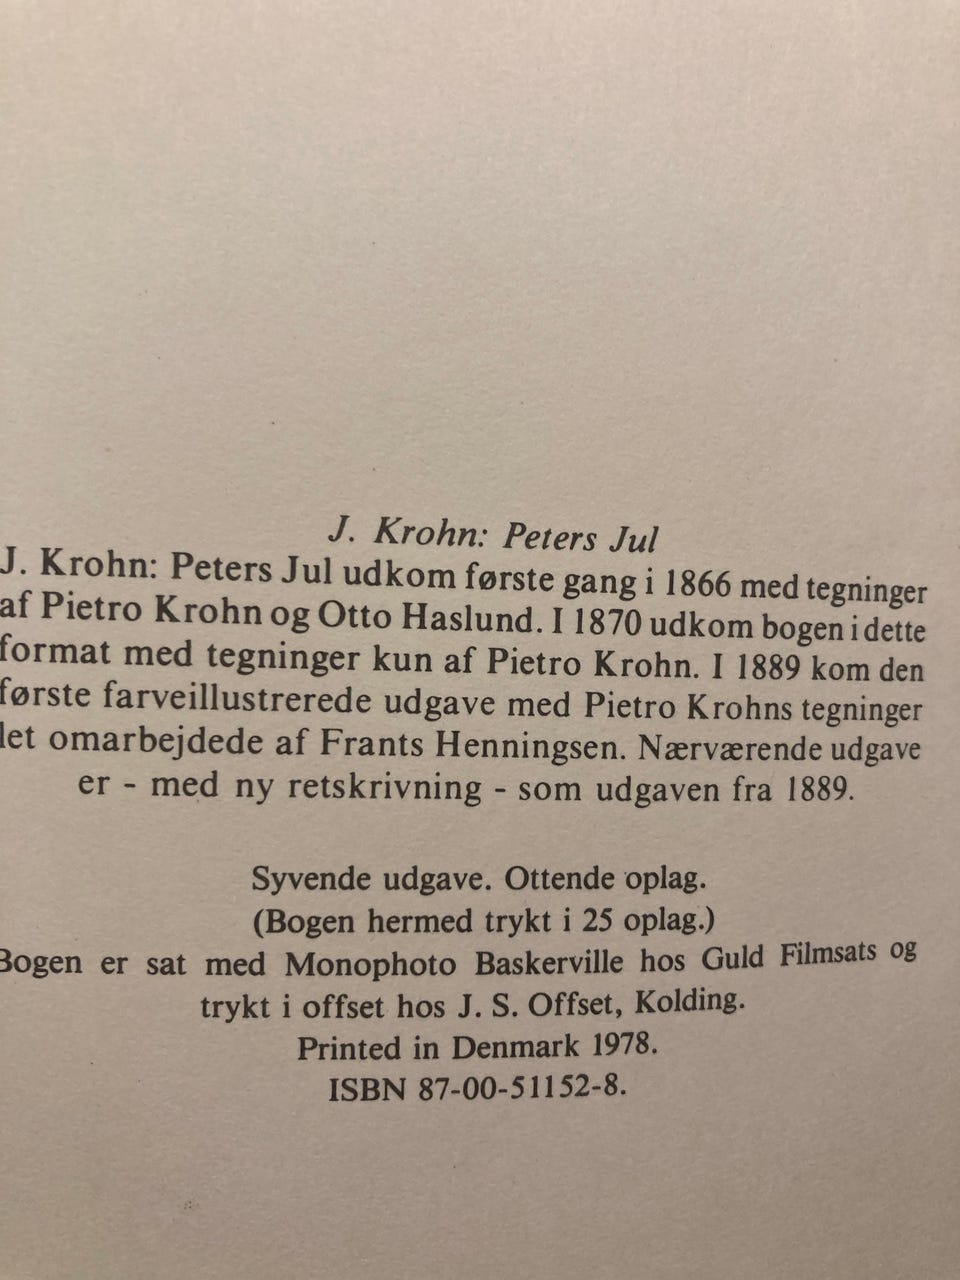 J. Krohn: Peters Jul
J. Krohn: Peters Jul udkom første gang i 1866 med tegninger
af Pietro Krohn og Otto Haslund. I 1870 udkom bogen i dette
format med tegninger kun af Pietro Krohn. I 1889 kom den
første farveillustrerede udgave med Pietro Krohns tegninger
let omarbejdede af Frants Henningsen. Nærværende udgave
er - med ny retskrivning - som udgaven fra 1889.
Syvende udgave. Ottende oplag.
(Bogen hermed trykt i 25 oplag.)
Bogen er sat med Monophoto Baskerville hos Guld Filmsats og
trykt i offset hos J. S. Offset, Kolding.
Printed in Denmark 1978.
ISBN 87-00-51152-8.